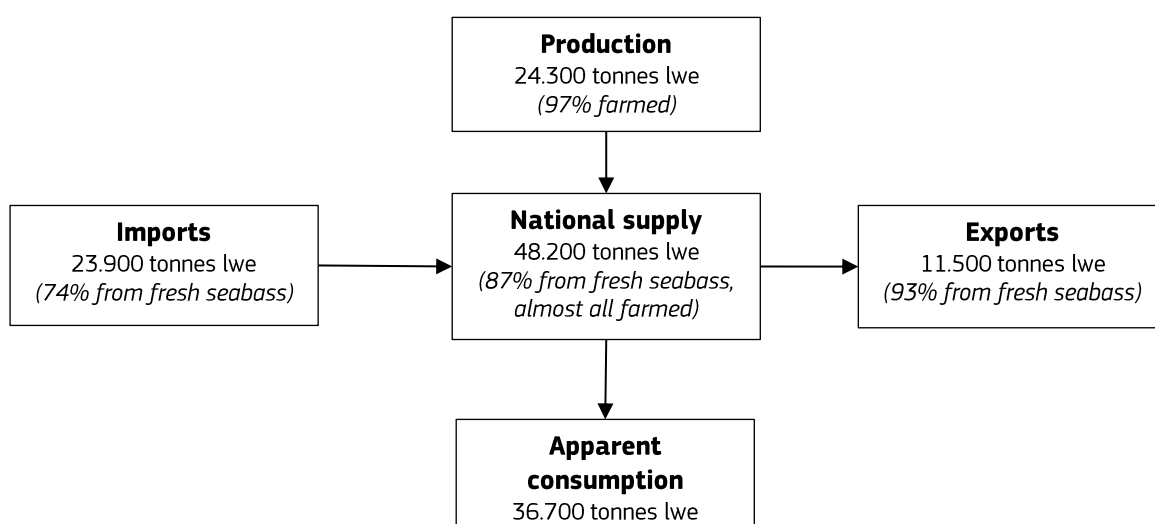 Production
24.300 tonnes lwe
(97% farmed)
Imports
23.900 tonnes lwe
(74% from fresh seabass)
National supply
48.200 tonnes lwe
(87% from fresh seabass,
almost all farmed)
Exports
11.500 tonnes lwe
(93% from fresh seabass)
Apparent
consumption
36.700 tonnes lwe